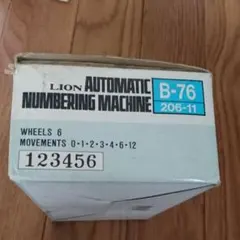 LION AUTOMATIC
NUMBERING MACHINE
B-76
206-11
WHEELS 6
MOVEMENTS 0·1·2·3·4·6·12
123456